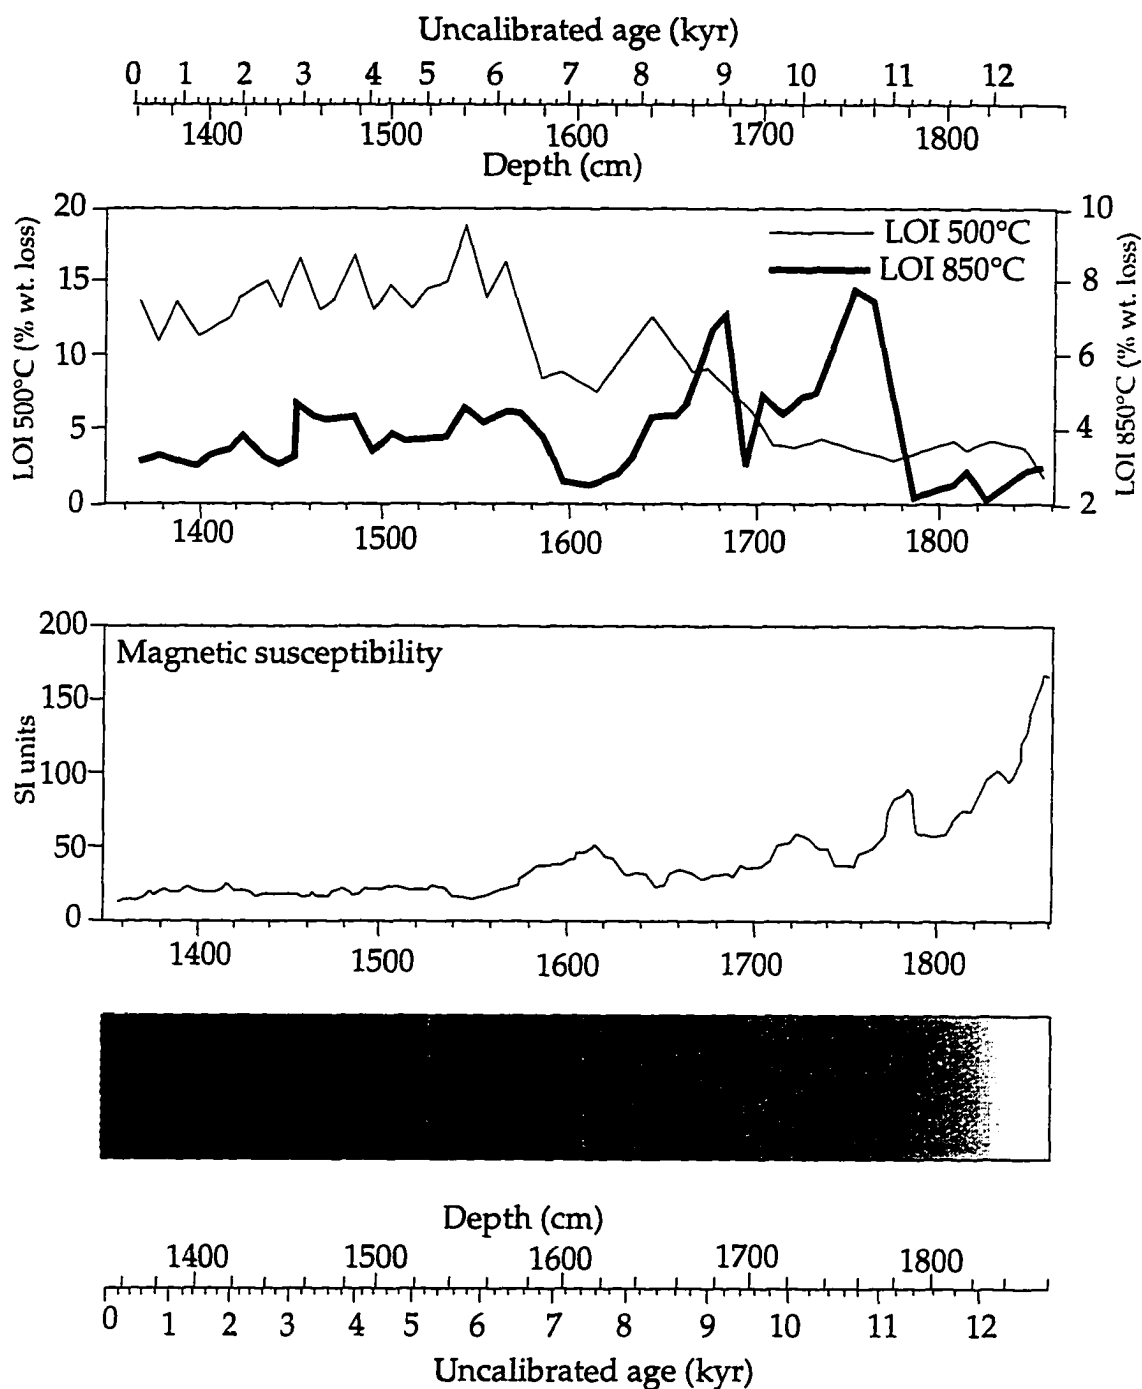 Uncalibrated age (kyr)
0 1 2 3 4 5 6 7 8 9 10 11 12
1400 1500 1600 1700 1800
Depth (cm)
LOI 500°C (% wt. loss)
20
15
10
5
0
LOI 500°C
LOI 850°C
10
8
6
4
2
LOI 850°C (% wt. loss)
1400 1500 1600 1700 1800
SI units
200
150
100
50
0
Magnetic susceptibility
1400 1500 1600 1700 1800
Depth (cm)
1400 1500 1600 1700 1800
0 1 2 3 4 5 6 7 8 9 10 11 12
Uncalibrated age (kyr)